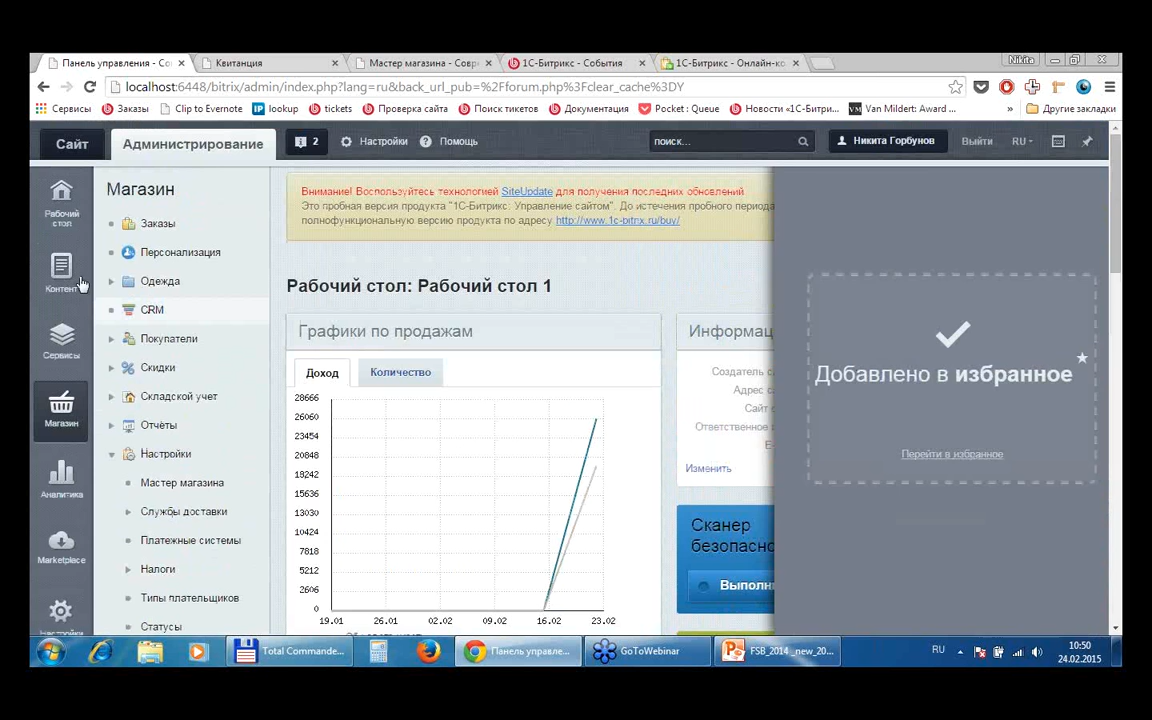 Панель управления - Со
Квитанция
Мастер магазина - Совр
1С-Битрикс - События
1С-Битрикс - Онлайн-ко
Nikita
localhost:6448/bitrix/admin/index.php?lang=ru&back_url_pub=%2Fforum.php%3Fclear_cache%3DY
Сервисы
Заказы
Clip to Evernote
lookup
tickets
Проверка сайта
Поиск тикетов
Документация
Pocket : Queue
Новости «1С-Битри...
Van Mildert: Award ...
»
Другие закладки
Сайт
Администрирование
2
Настройки
Помощь
поиск...
Никита Горбунов
Выйти
RU
Рабочий
стол
Контент
Сервисы
Магазин
Аналитика
Marketplace
Настройки
Магазин
Заказы
Персонализация
Одежда
CRM
Покупатели
Скидки
Складской учет
Отчёты
Настройки
Мастер магазина
Службы доставки
Платежные системы
Налоги
Типы плательщиков
Статусы
Внимание! Воспользуйтесь технологией SiteUpdate для получения последних обновлений
Это пробная версия продукта "1С-Битрикс: Управление сайтом". До истечения пробного периода
полнофункциональную версию продукта по адресу http://www.1c-bitrix.ru/buy/
Рабочий стол: Рабочий стол 1
Графики по продажам
Доход
Количество
28666
26060
23454
20848
19242
15636
13030
10424
7818
5212
2606
0
19.01
26.01
02.02
09.02
16.02
23.02
Информац
Создатель са
Адрес са
Сайт с
Ответственное л
E-
Изменить
Сканер
безопасно
Выполн
Добавлено в избранное
Перейти в избранное
Total Commande...
Панель управле...
GoToWebinar
FSB_2014 _new_20...
RU
10:50
24.02.2015